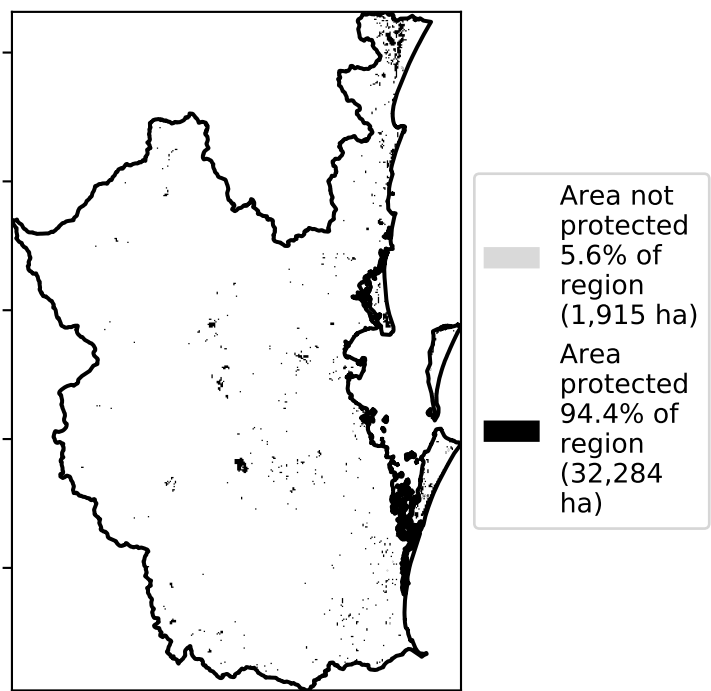 Area not
protected
5.6% of
region
(1,915 ha)
Area
protected
94.4% of
region
(32,284
ha)